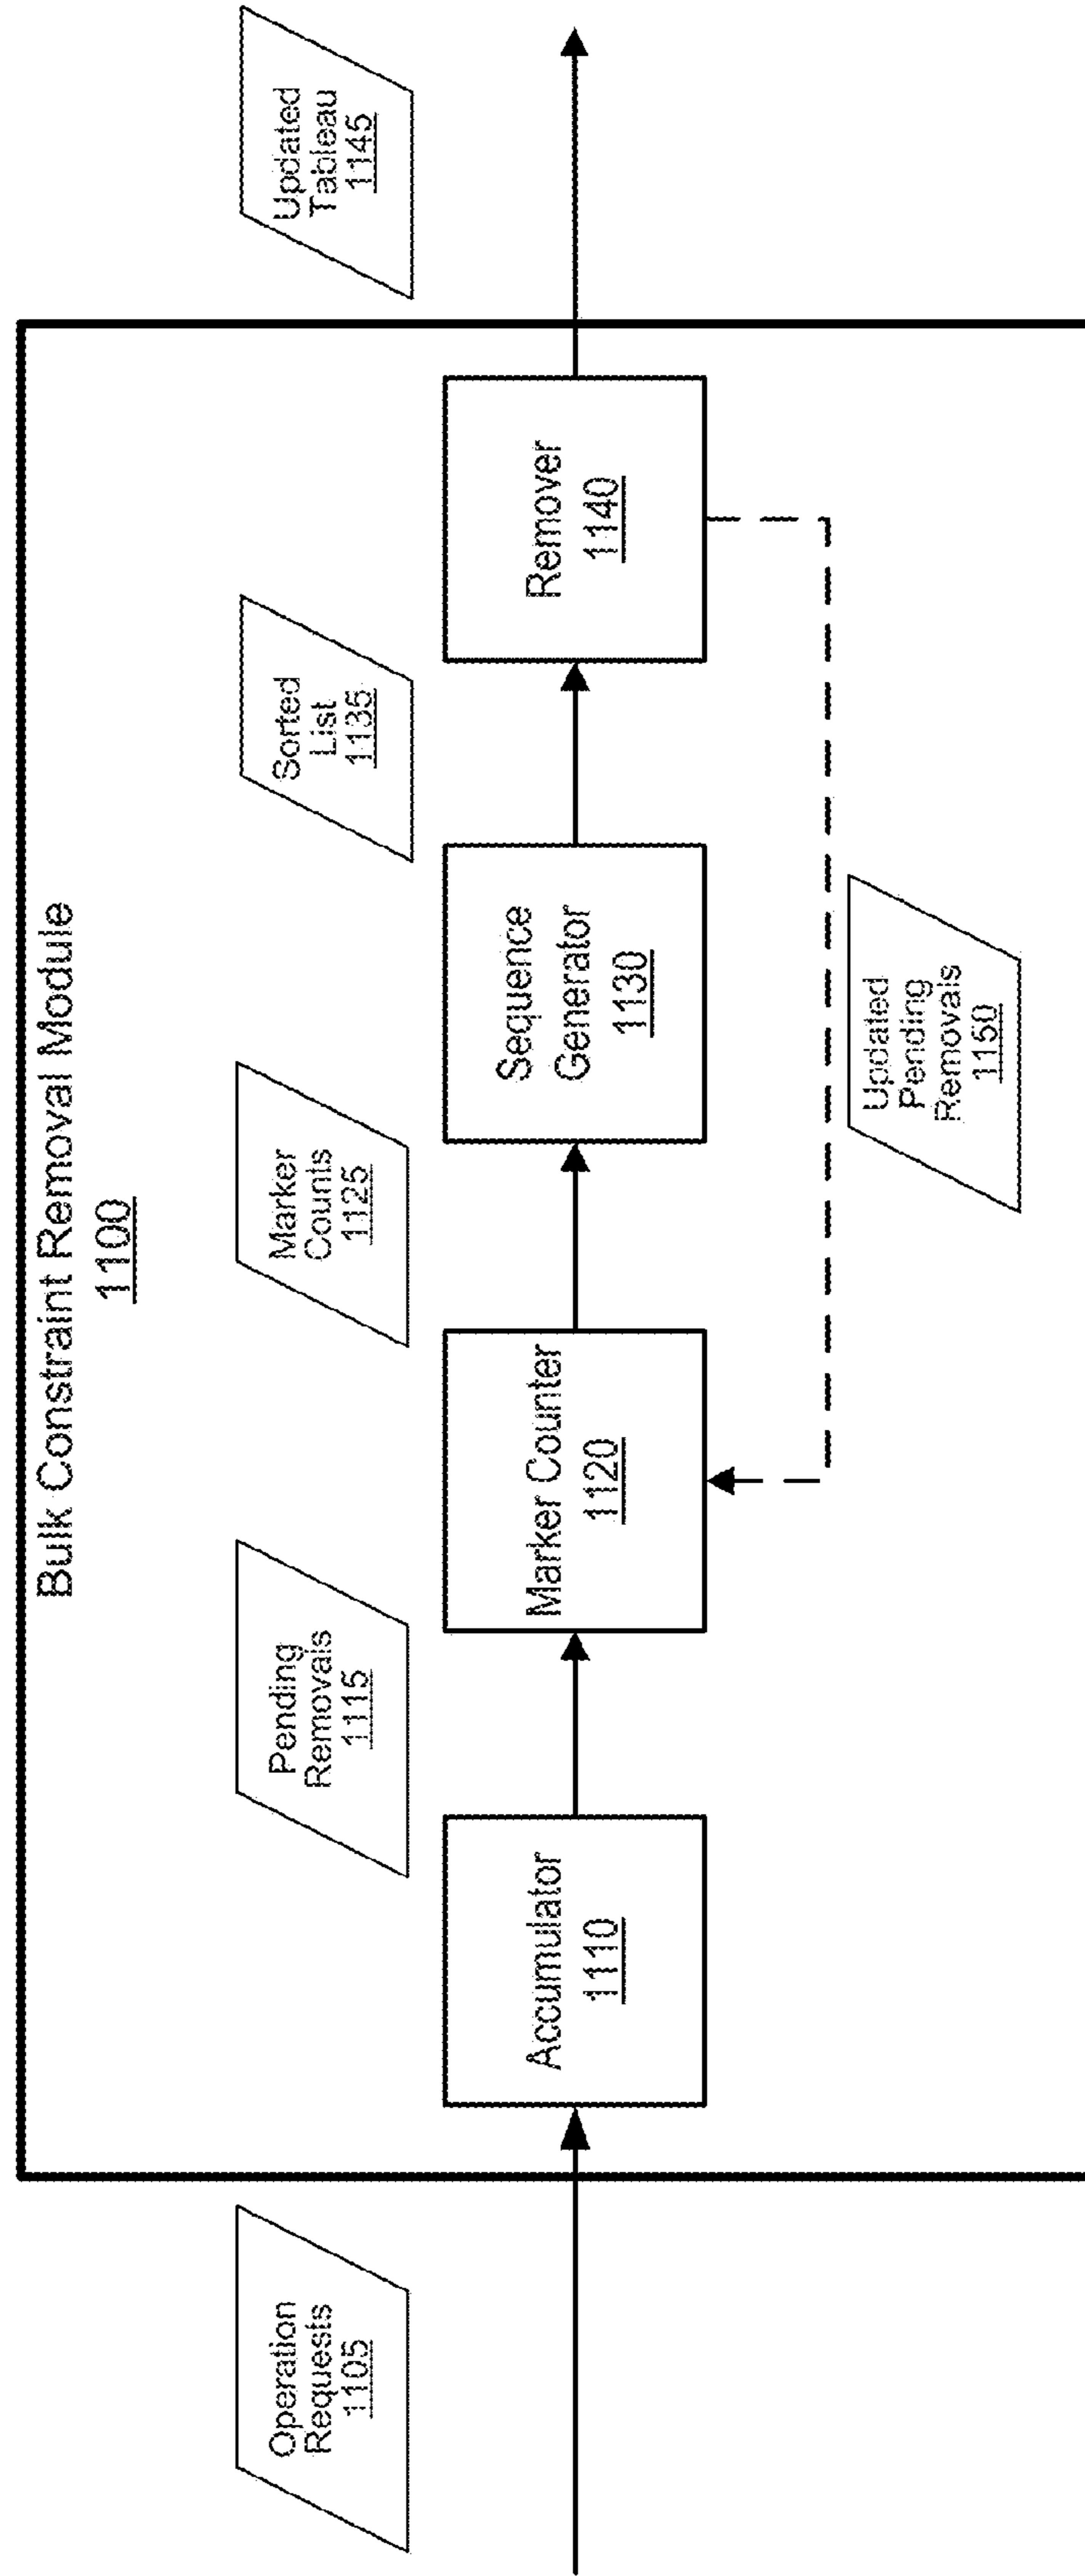 Bulk Constraint Removal Module
1100
Operation
Requests
1105
Pending
Removals
1115
Marker
Counts
1125
Sorted
List
1135
Updated
Tableau
1145
Accumulator
1110
Marker Counter
1120
Sequence
Generator
1130
Remover
1140
Updated
Pending
Removals
1150